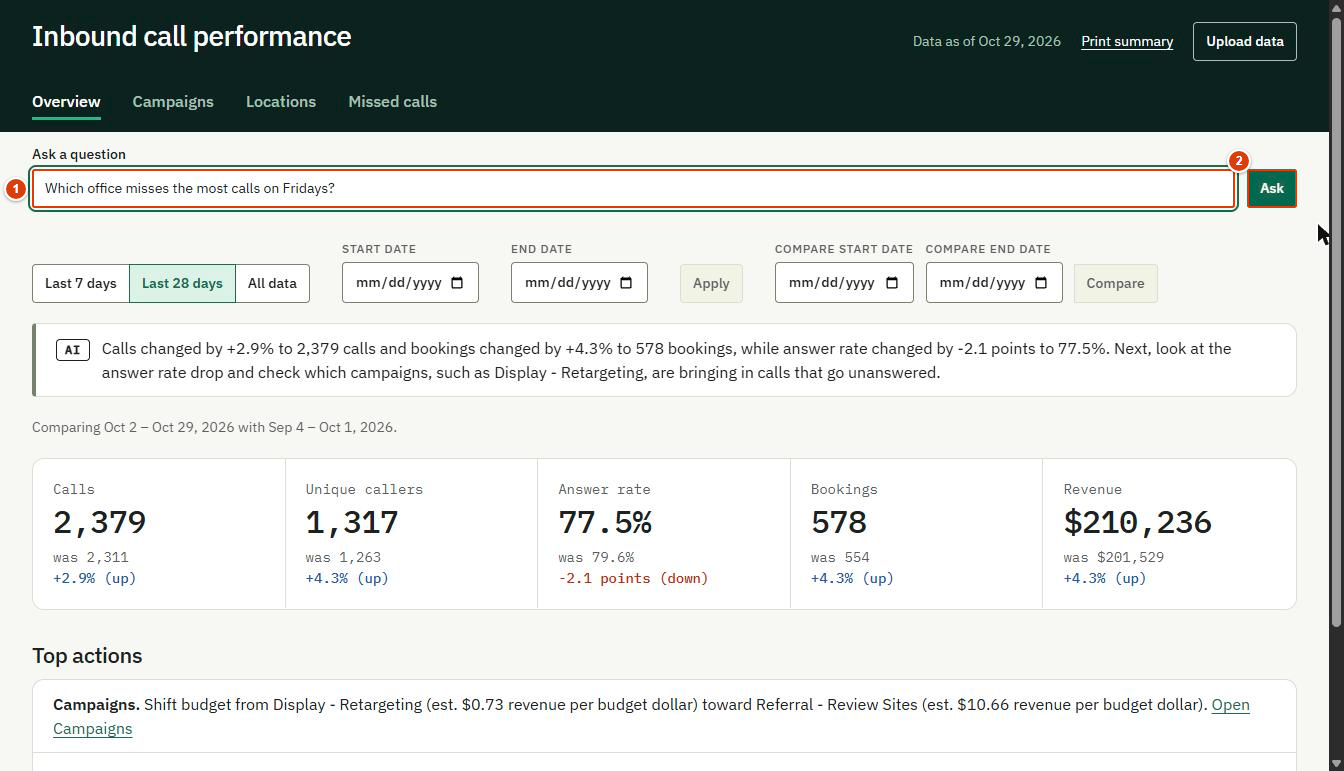 Inbound call performance
Data as of Oct 29, 2026
Print summary
Upload data
Overview
Campaigns
Locations
Missed calls
Ask a question
1
Which office misses the most calls on Fridays?
2
Ask
Last 7 days
Last 28 days
All data
START DATE
mm/dd/yyyy
END DATE
mm/dd/yyyy
Apply
COMPARE START DATE
mm/dd/yyyy
COMPARE END DATE
mm/dd/yyyy
Compare
AI
Calls changed by +2.9% to 2,379 calls and bookings changed by +4.3% to 578 bookings, while answer rate changed by -2.1 points to 77.5%. Next, look at the
answer rate drop and check which campaigns, such as Display - Retargeting, are bringing in calls that go unanswered.
Comparing Oct 2 – Oct 29, 2026 with Sep 4 – Oct 1, 2026.
Calls
2,379
was 2,311
+2.9% (up)
Unique callers
1,317
was 1,263
+4.3% (up)
Answer rate
77.5%
was 79.6%
-2.1 points (down)
Bookings
578
was 554
+4.3% (up)
Revenue
$210,236
was $201,529
+4.3% (up)
Top actions
Campaigns. Shift budget from Display - Retargeting (est. $0.73 revenue per budget dollar) toward Referral - Review Sites (est. $10.66 revenue per budget dollar). Open
Campaigns